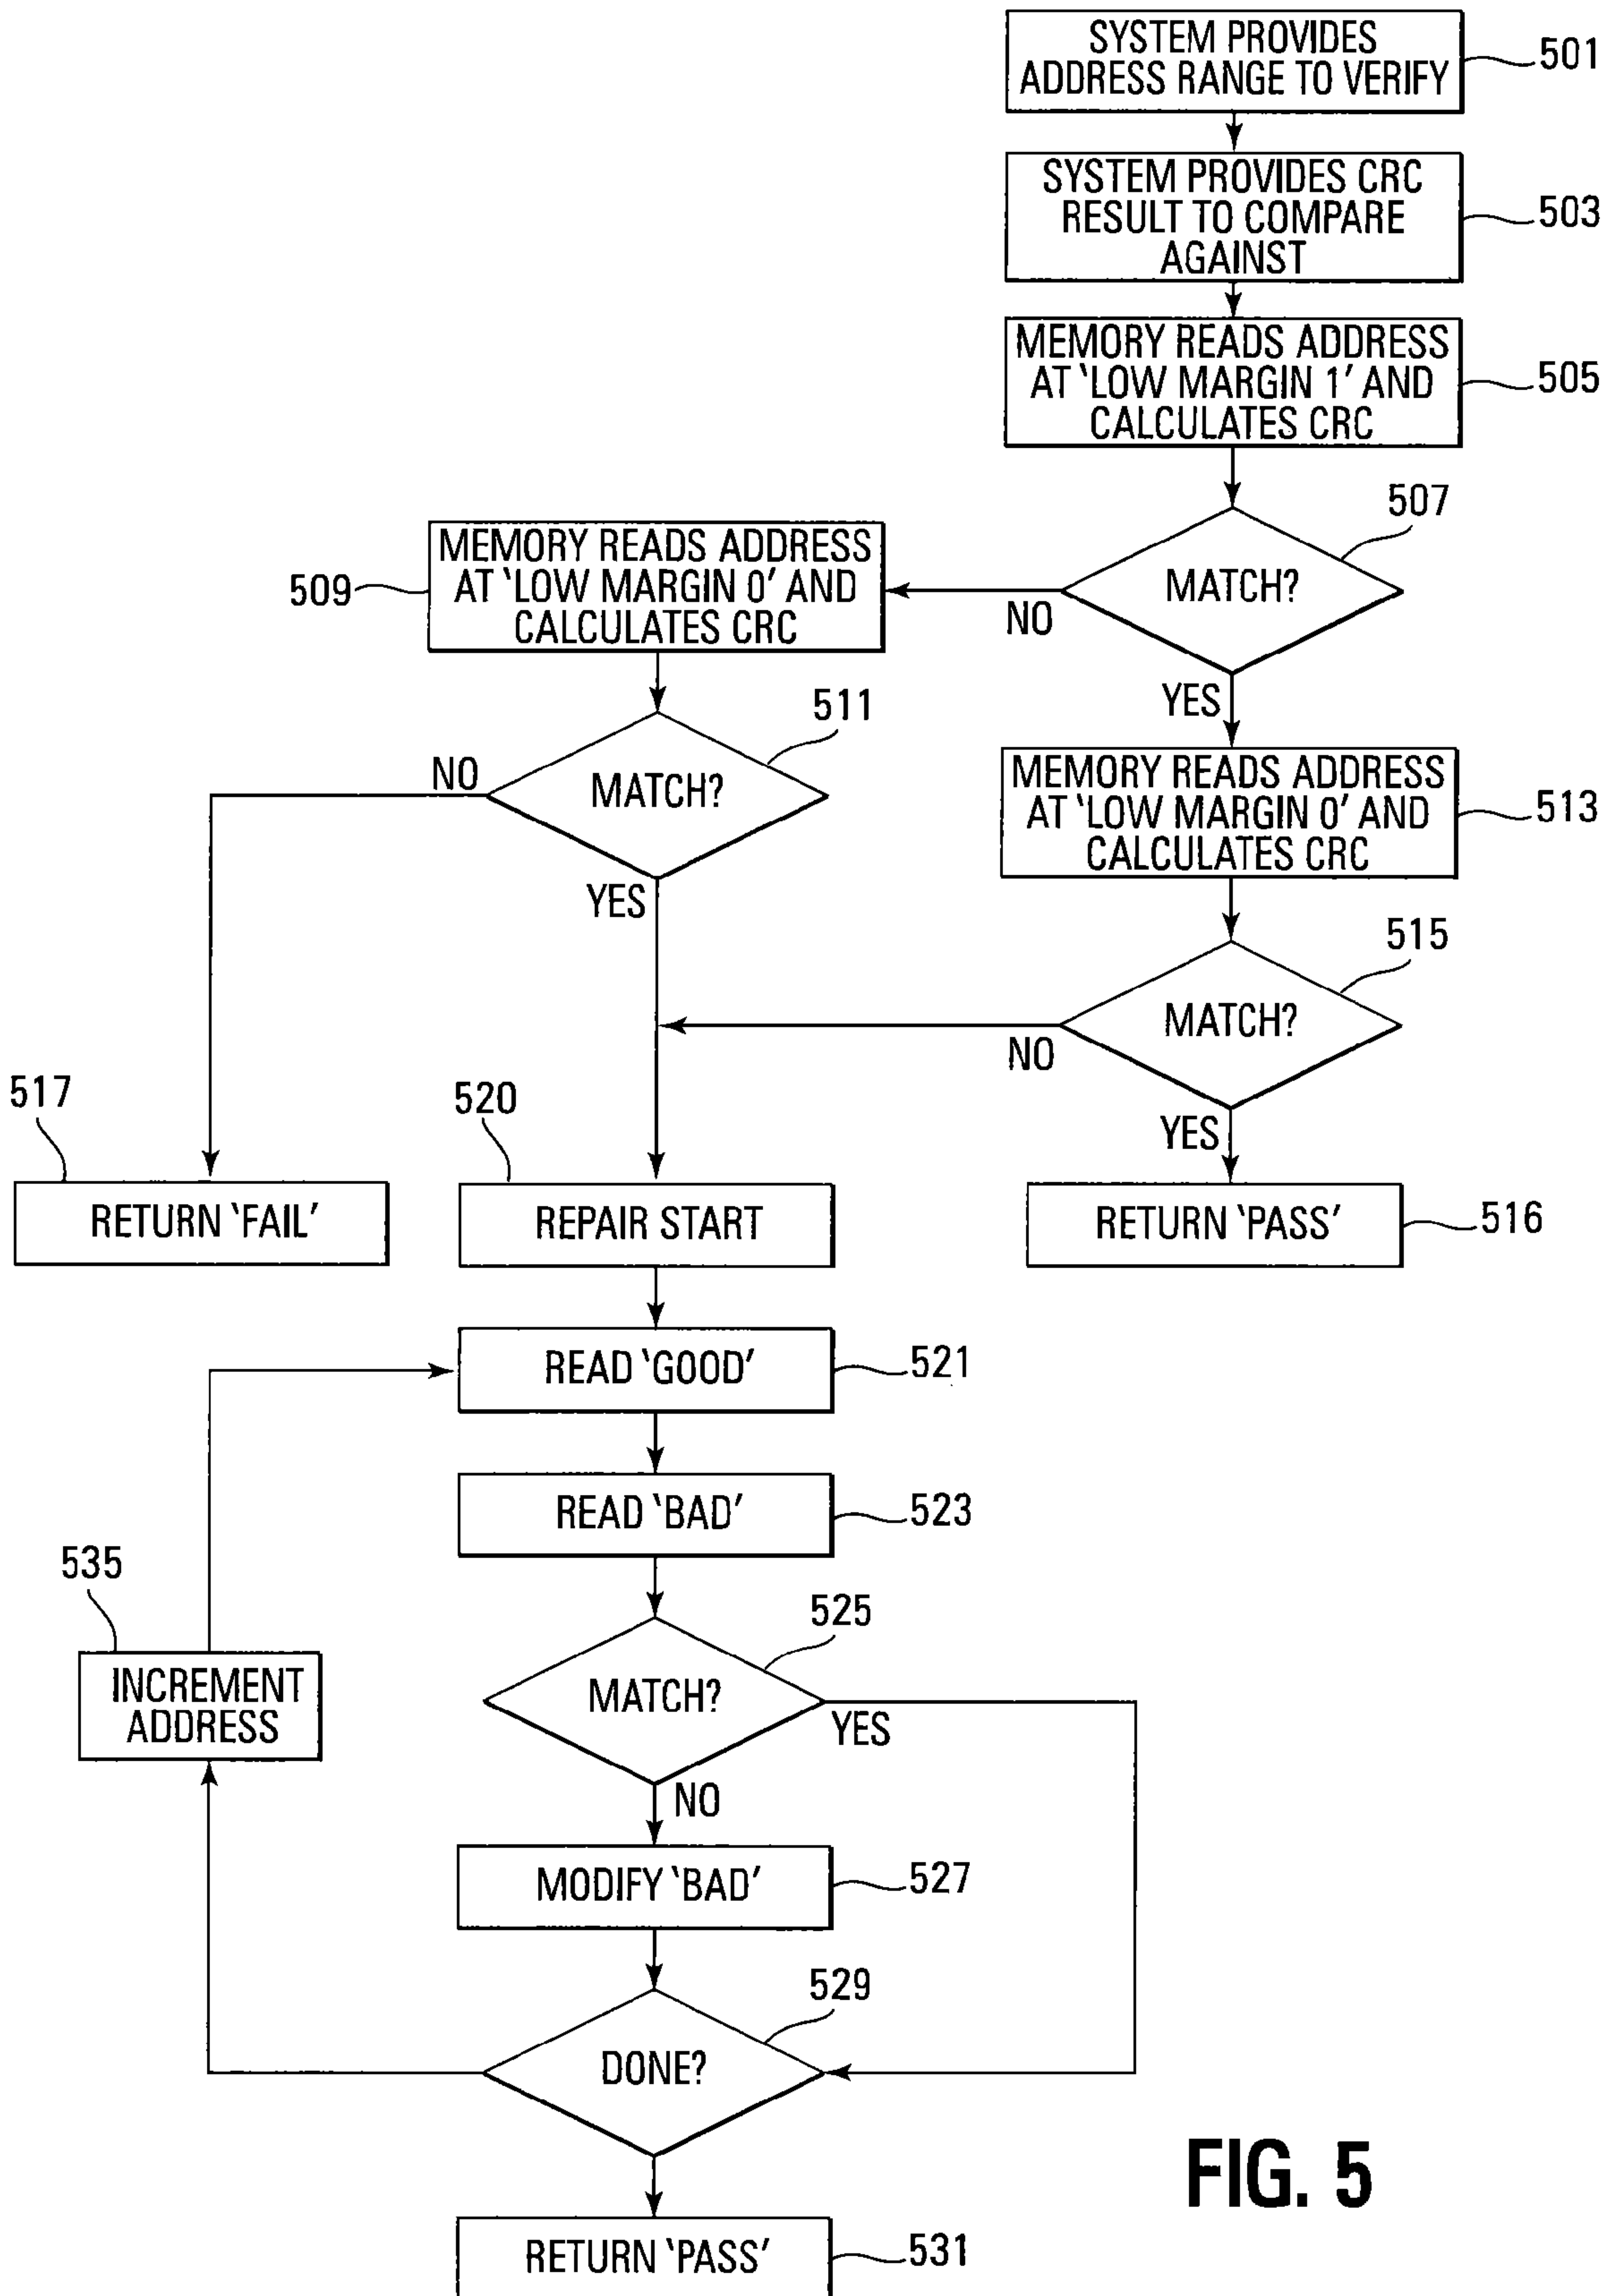 SYSTEM PROVIDES
ADDRESS RANGE TO VERIFY
501
SYSTEM PROVIDES CRC
RESULT TO COMPARE
AGAINST
503
MEMORY READS ADDRESS
AT 'LOW MARGIN 1' AND
CALCULATES CRC
505
507
MATCH?
NO
YES
MEMORY READS ADDRESS
AT 'LOW MARGIN 0' AND
CALCULATES CRC
509
511
MATCH?
NO
YES
MEMORY READS ADDRESS
AT 'LOW MARGIN 0' AND
CALCULATES CRC
513
515
MATCH?
NO
YES
517
RETURN 'FAIL'
520
REPAIR START
RETURN 'PASS'
516
READ 'GOOD'
521
READ 'BAD'
523
535
INCREMENT
ADDRESS
525
MATCH?
YES
NO
MODIFY 'BAD'
527
529
DONE?
RETURN 'PASS'
531
FIG. 5